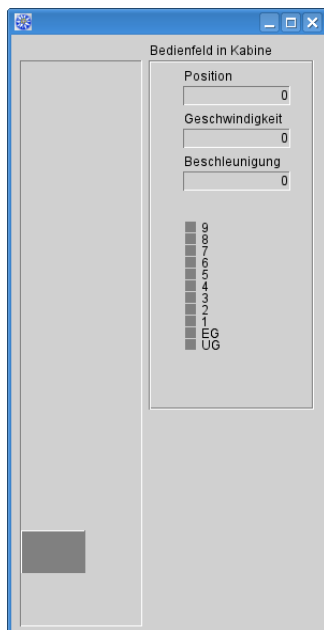 Bedienfeld in Kabine
Position
0
Geschwindigkeit
0
Beschleunigung
0
9
8
7
6
5
4
3
2
1
EG
UG